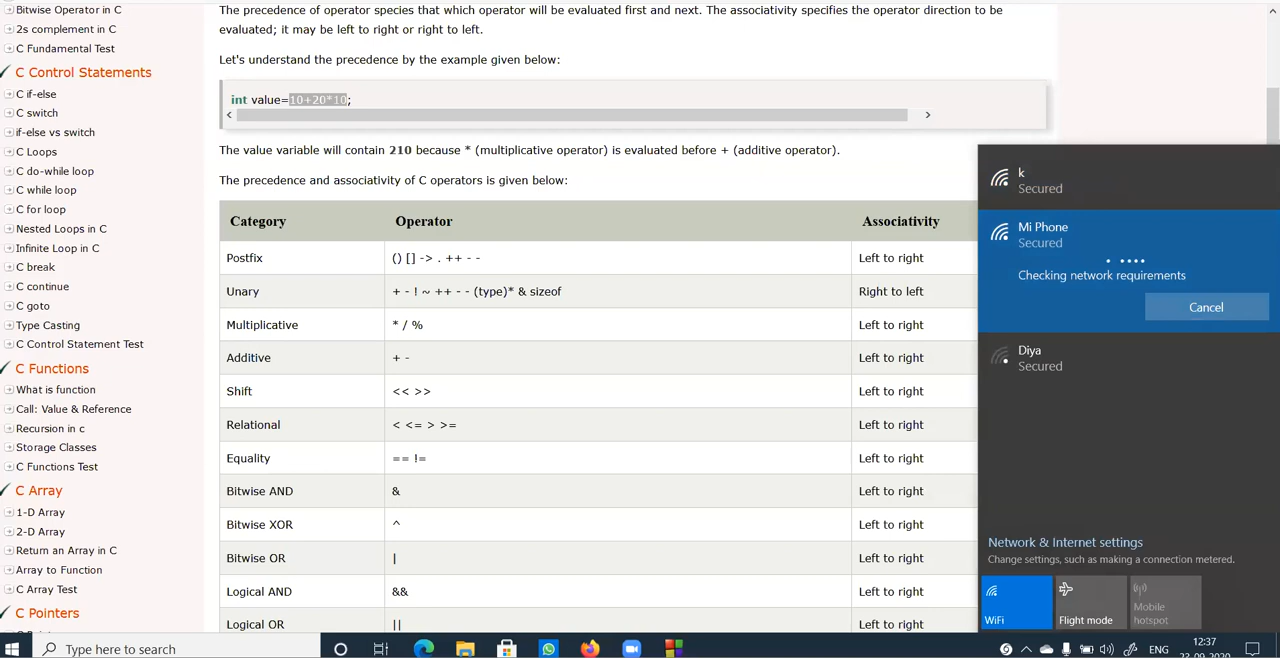 Bitwise Operator in C
2s complement in C
C Fundamental Test
C Control Statements
C if-else
C switch
if-else vs switch
C Loops
C do-while loop
C while loop
C for loop
Nested Loops in C
Infinite Loop in C
C break
C continue
C goto
Type Casting
C Control Statement Test
C Functions
What is function
Call: Value & Reference
Recursion in c
Storage Classes
C Functions Test
C Array
1-D Array
2-D Array
Return an Array in C
Array to Function
C Array Test
C Pointers
The precedence of operator species that which operator will be evaluated first and next. The associativity specifies the operator direction to be
evaluated; it may be left to right or right to left.
Let's understand the precedence by the example given below:
int value=10+20*10;
The value variable will contain 210 because * (multiplicative operator) is evaluated before + (additive operator).
The precedence and associativity of C operators is given below:
Category Operator Associativity
Postfix () [] -> . ++ - - Left to right
Unary + - ! ~ ++ - - (type)* & sizeof Right to left
Multiplicative * / % Left to right
Additive + - Left to right
Shift << >> Left to right
Relational < <= > >= Left to right
Equality == != Left to right
Bitwise AND & Left to right
Bitwise XOR ^ Left to right
Bitwise OR | Left to right
Logical AND && Left to right
Logical OR || Left to right
k
Secured
Mi Phone
Secured
Checking network requirements
Cancel
Diya
Secured
Network & Internet settings
Change settings, such as making a connection metered.
WiFi
Flight mode
Mobile
hotspot
Type here to search
ENG
12:37
23-09-2020